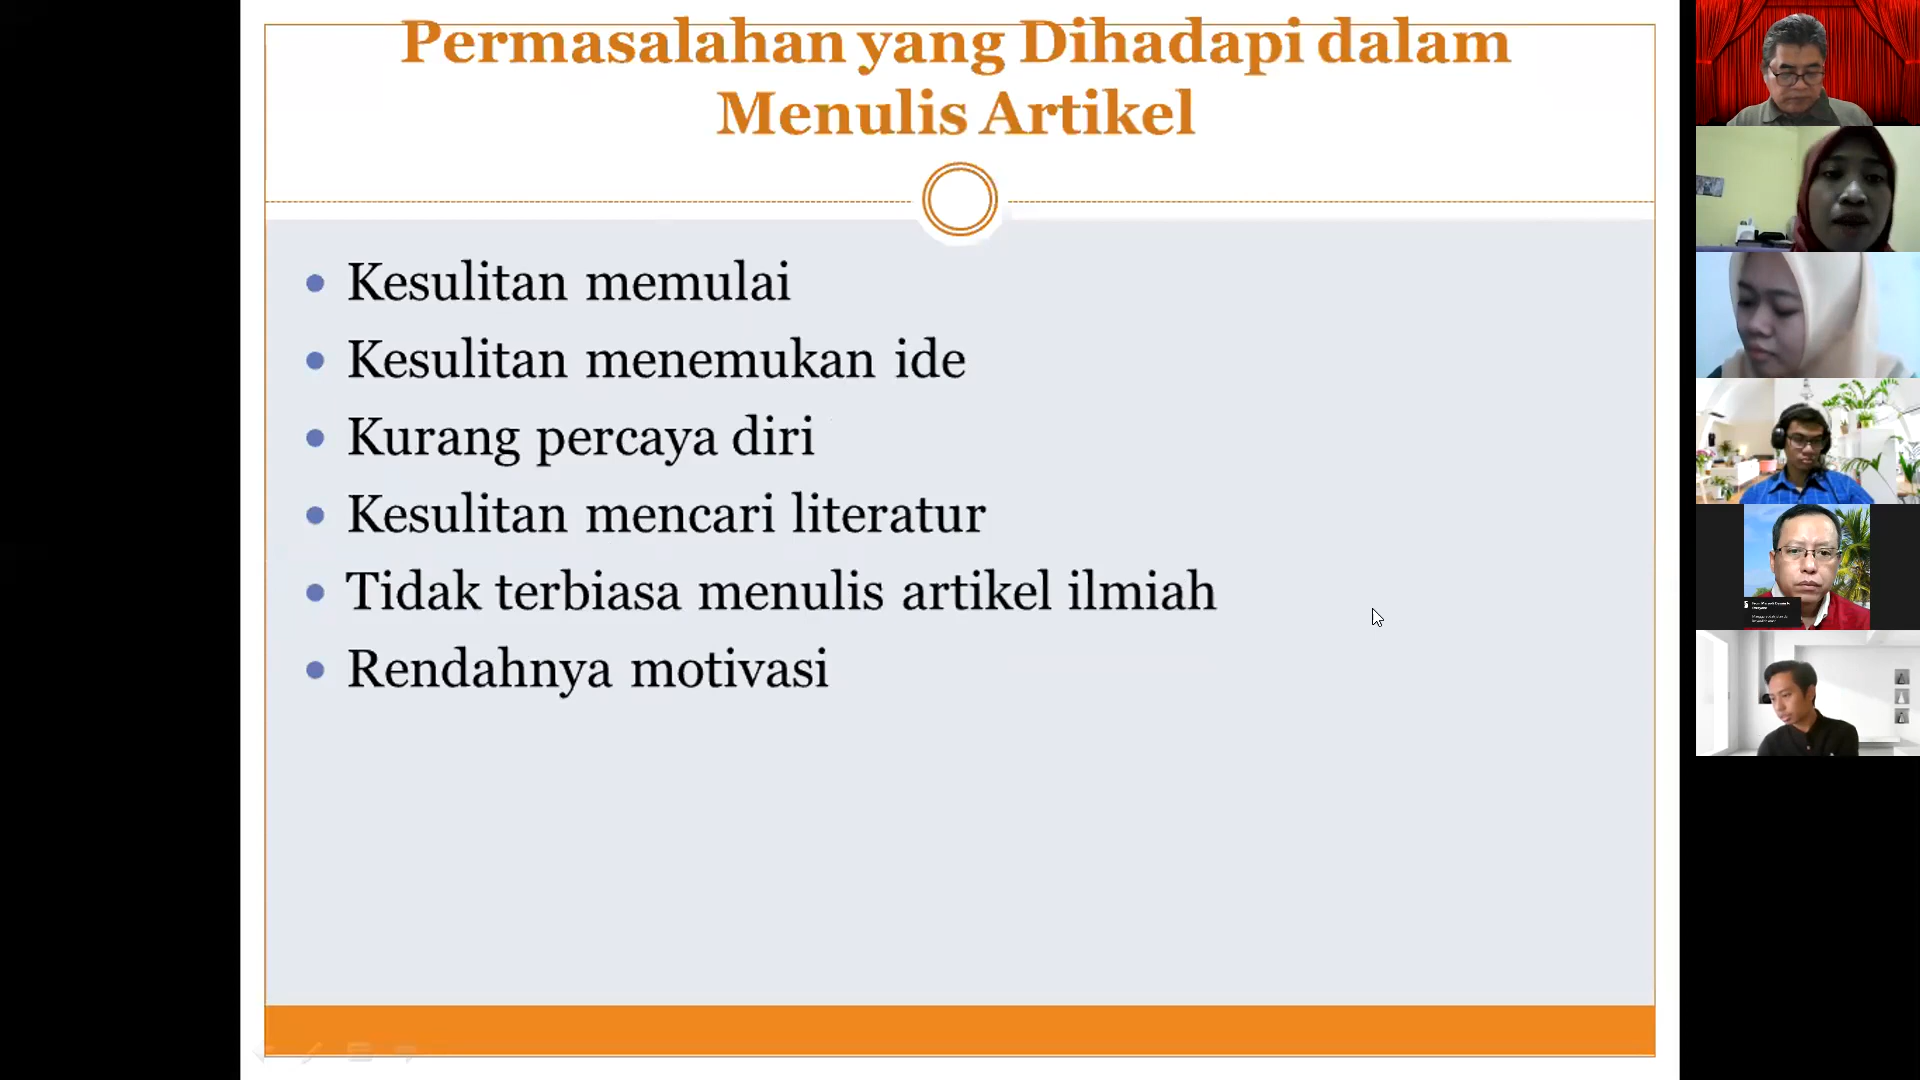 Permasalahan yang Dihadapi dalam
Menulis Artikel
Kesulitan memulai
Kesulitan menemukan ide
Kurang percaya diri
Kesulitan mencari literatur
Tidak terbiasa menulis artikel ilmiah
Rendahnya motivasi